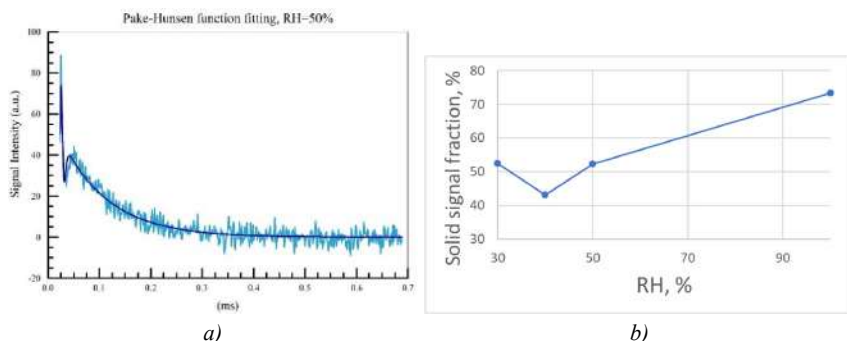 Pake-Hunsen function fitting, RH=50%
100
80
60
40
20
0
-20
Signal Intensity (a.u.)
0.0 0.1 0.2 0.3 0.4 0.5 0.6 0.7
(ms)
a)
80
70
60
50
40
30
Solid signal fraction, %
30 50 70 90
RH, %
b)